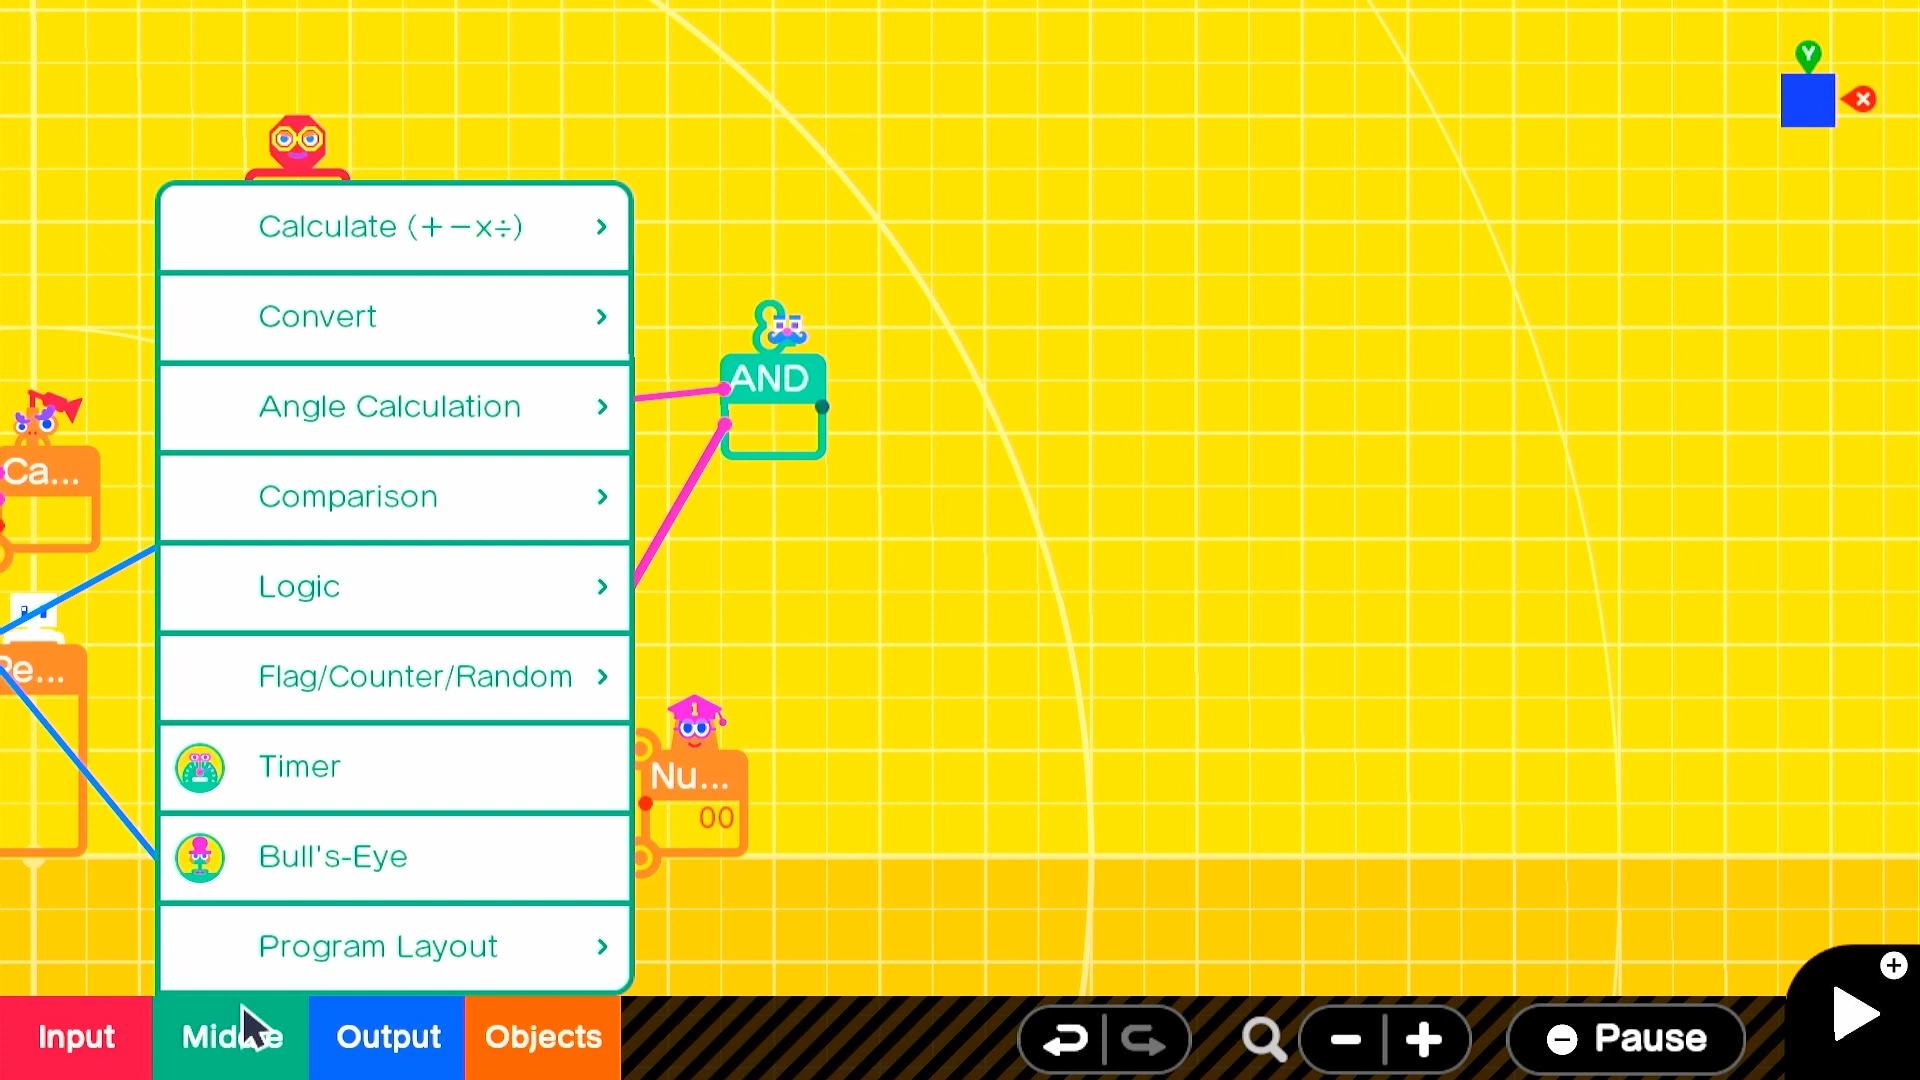 Y
X
Calculate (+−x÷)
Convert
Angle Calculation
AND
Ca...
Comparison
Logic
Flag/Counter/Random
1
Timer
Nu...
00
Bull's-Eye
Program Layout
Input
Output
Objects
Pause